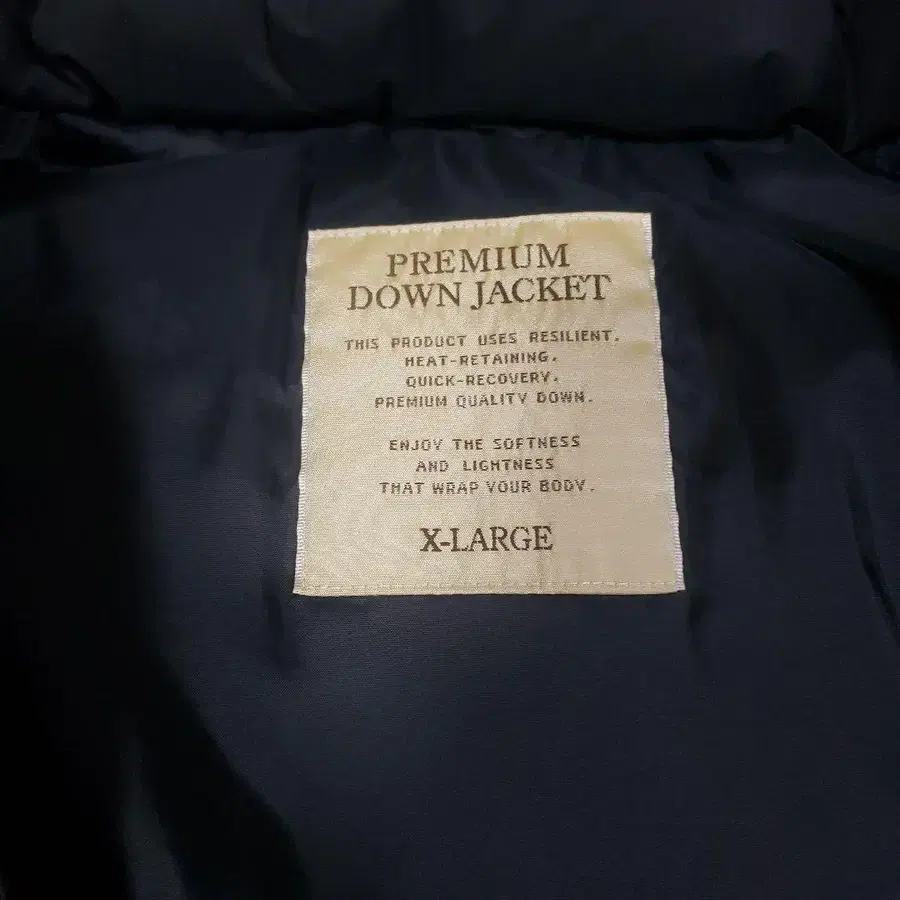 PREMIUM
DOWN JACKET
THIS PRODUCT USES RESILIENT.
HEAT-RETAINING.
QUICK-RECOVERY.
PREMIUM QUALITY DOWN.
ENJOY THE SOFTNESS
AND LIGHTNESS
THAT WRAP YOUR BODY.
X-LARGE